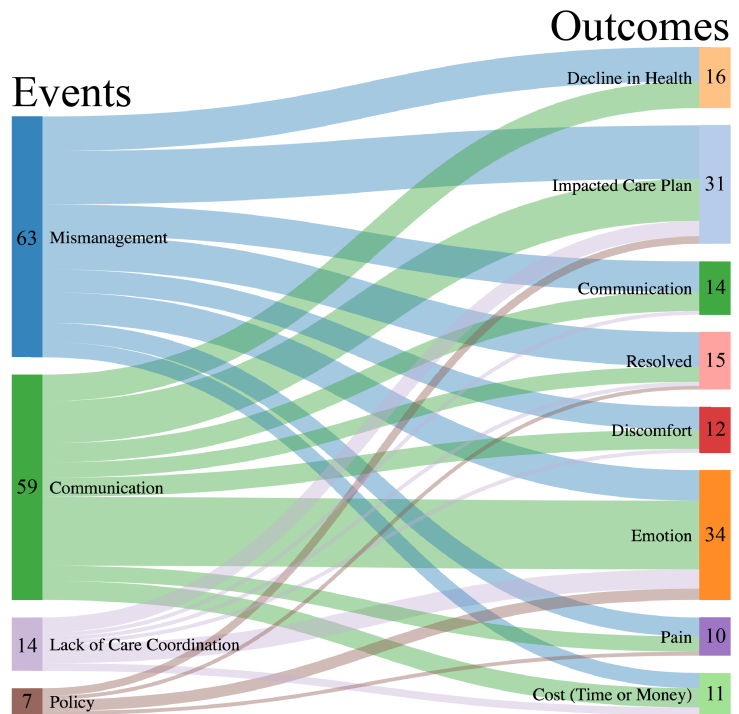 Outcomes
Events
Decline in Health 16
Impacted Care Plan 31
63 Mismanagement
Communication 14
Resolved 15
Discomfort 12
59 Communication
Emotion 34
14 Lack of Care Coordination
Pain 10
7 Policy
Cost (Time or Money) 11